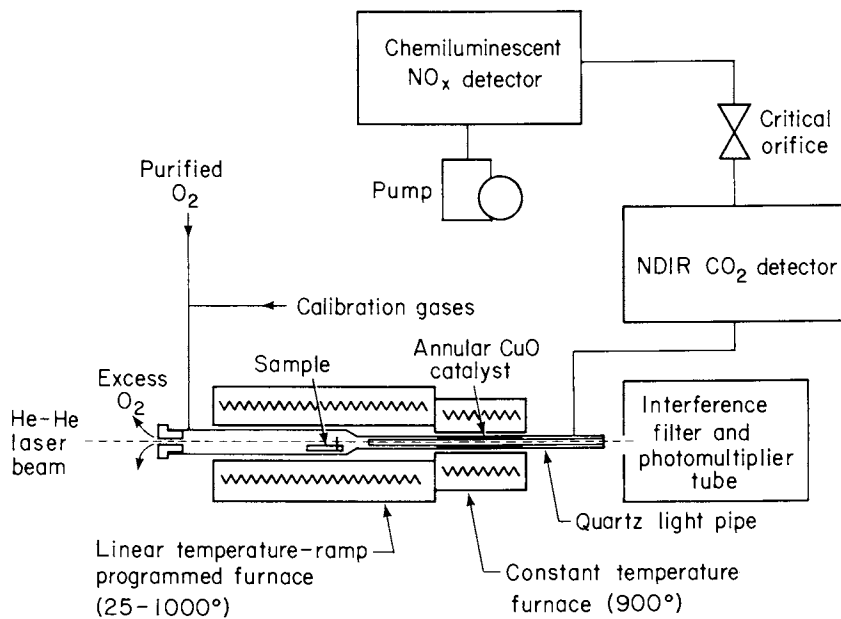 Chemiluminescent
NOx detector
Critical
orifice
Pump
Purified
O2
NDIR CO2 detector
Calibration gases
Annular CuO
catalyst
Sample
Excess
O2
He-He
laser
beam
Interference
filter and
photomultiplier
tube
Quartz light pipe
Linear temperature-ramp
programmed furnace
(25-1000°)
Constant temperature
furnace (900°)